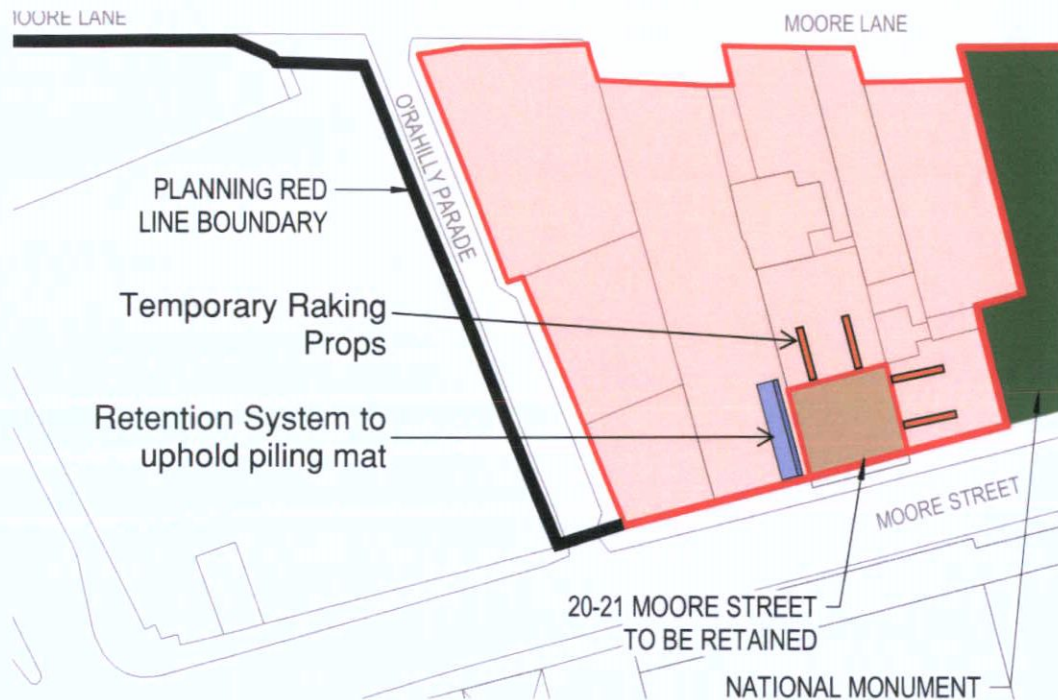 MOORE LANE
MOORE LANE
O'RAHILLY PARADE
PLANNING RED
LINE BOUNDARY
Temporary Raking
Props
Retention System to
uphold piling mat
MOORE STREET
20-21 MOORE STREET
TO BE RETAINED
NATIONAL MONUMENT